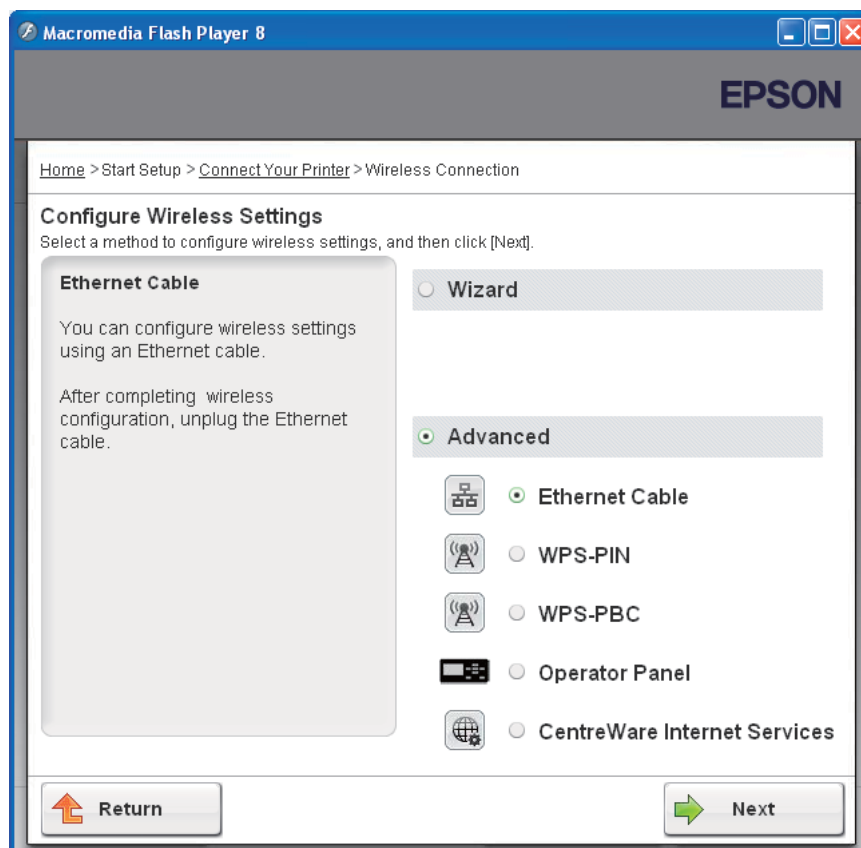 Macromedia Flash Player 8
EPSON
Home > Start Setup > Connect Your Printer > Wireless Connection
Configure Wireless Settings
Select a method to configure wireless settings, and then click [Next].
Ethernet Cable
You can configure wireless settings
using an Ethernet cable.
After completing wireless
configuration, unplug the Ethernet
cable.
Wizard
Advanced
Ethernet Cable
WPS-PIN
WPS-PBC
Operator Panel
CentreWare Internet Services
Return
Next